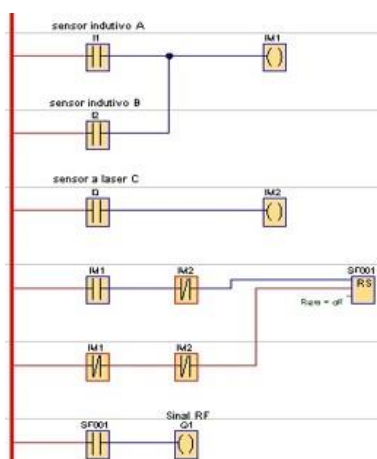 sensor indutivo A
I1 IM1
sensor indutivo B
I2
sensor a laser C
I3 IM2
IM1 IM2 SF001
RS
Rem = off
IM1 IM2
Sinal RF
SF001 Q1